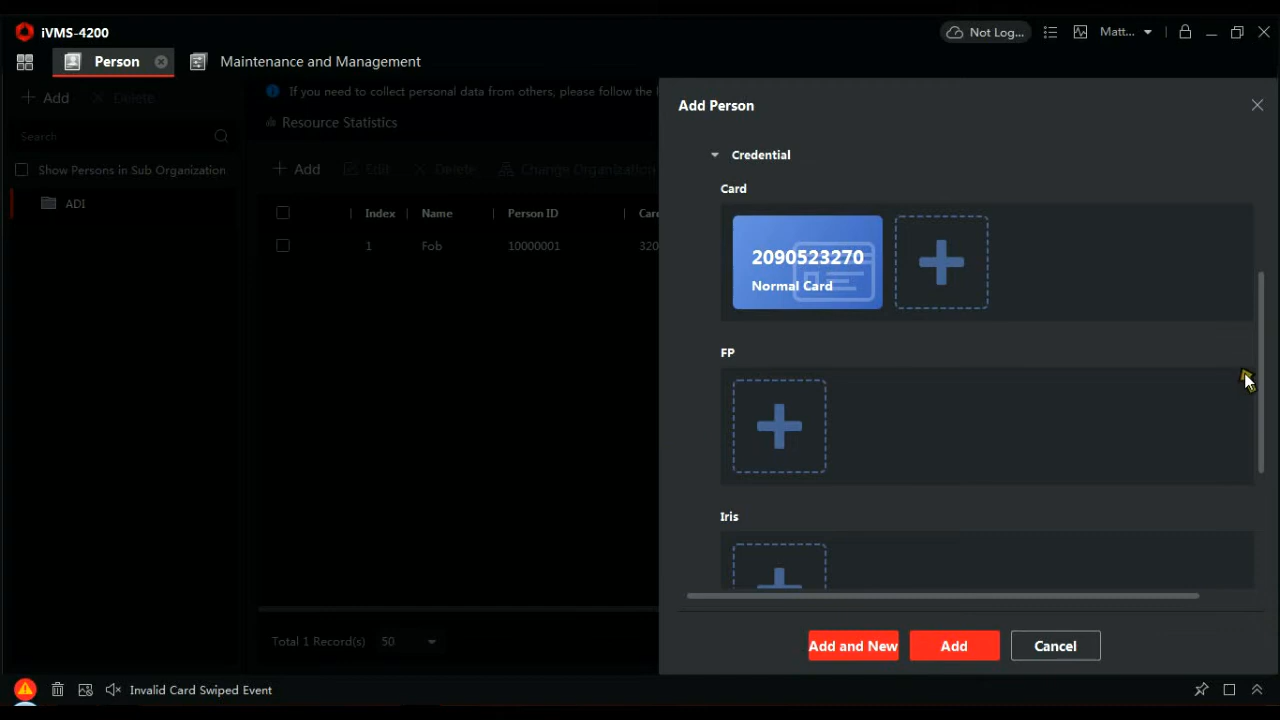 iVMS-4200
Not Log...
Matt...
Person
Maintenance and Management
Add
Delete
Search
Show Persons in Sub Organization
ADI
If you need to collect personal data from others, please follow the
Resource Statistics
Add
Edit
Delete
Change Organization
Index
Name
Person ID
Card
1
Fob
10000001
320
Total 1 Record(s)
50
Add Person
Credential
Card
2090523270
Normal Card
FP
Iris
Add and New
Add
Cancel
Invalid Card Swiped Event